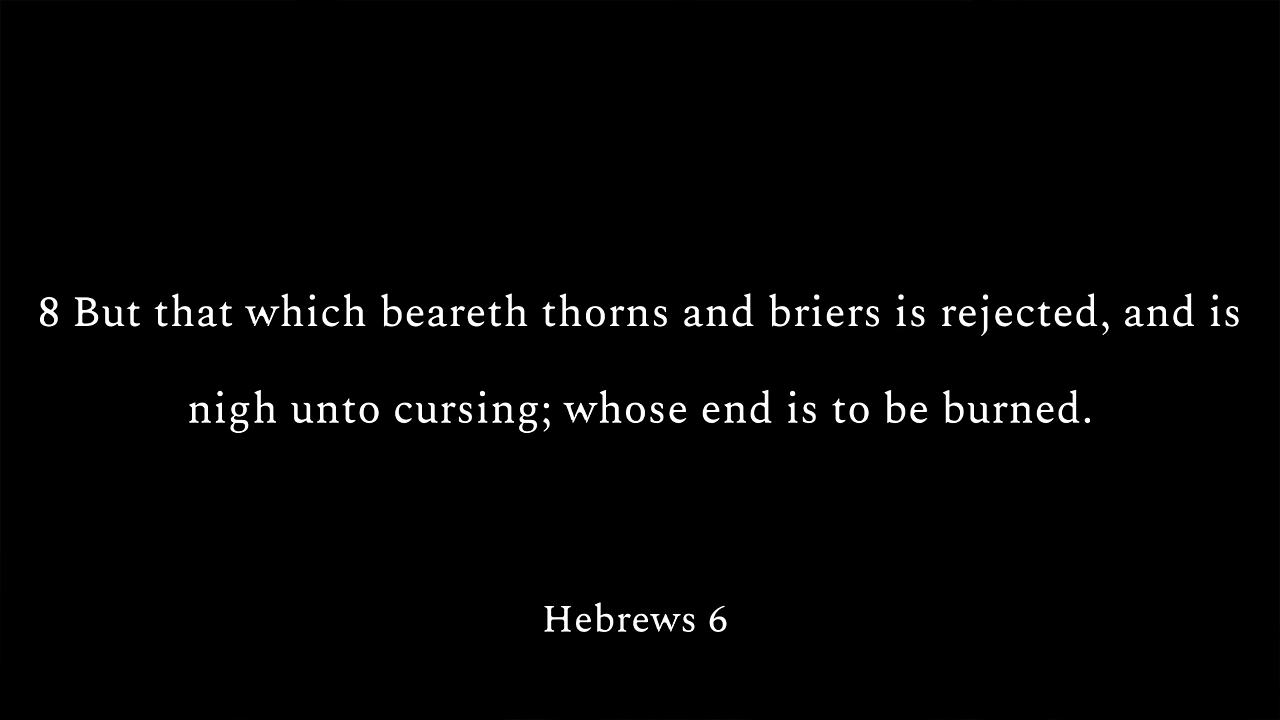 8 But that which beareth thorns and briers is rejected, and is
nigh unto cursing; whose end is to be burned.
Hebrews 6